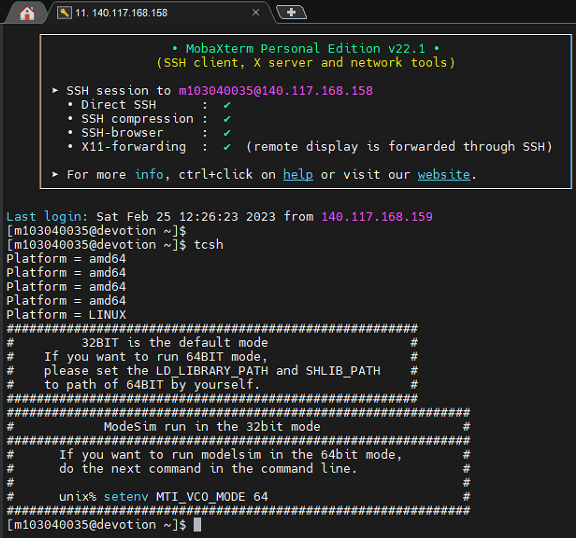 11. 140.117.168.158
• MobaXterm Personal Edition v22.1 •
(SSH client, X server and network tools)
➤ SSH session to m103040035@140.117.168.158
• Direct SSH : ✔
• SSH compression : ✔
• SSH-browser : ✔
• X11-forwarding : ✔ (remote display is forwarded through SSH)
➤ For more info, ctrl+click on help or visit our website.
Last login: Sat Feb 25 12:26:23 2023 from 140.117.168.159
[m103040035@devotion ~]$
[m103040035@devotion ~]$ tcsh
Platform = amd64
Platform = amd64
Platform = amd64
Platform = amd64
Platform = LINUX
#######################################################
# 32BIT is the default mode #
# If you want to run 64BIT mode, #
# please set the LD_LIBRARY_PATH and SHLIB_PATH #
# to path of 64BIT by yourself. #
#######################################################
##############################################################
# ModeSim run in the 32bit mode #
##############################################################
# If you want to run modelsim in the 64bit mode, #
# do the next command in the command line. #
# #
# unix% setenv MTI_VCO_MODE 64 #
##############################################################
[m103040035@devotion ~]$